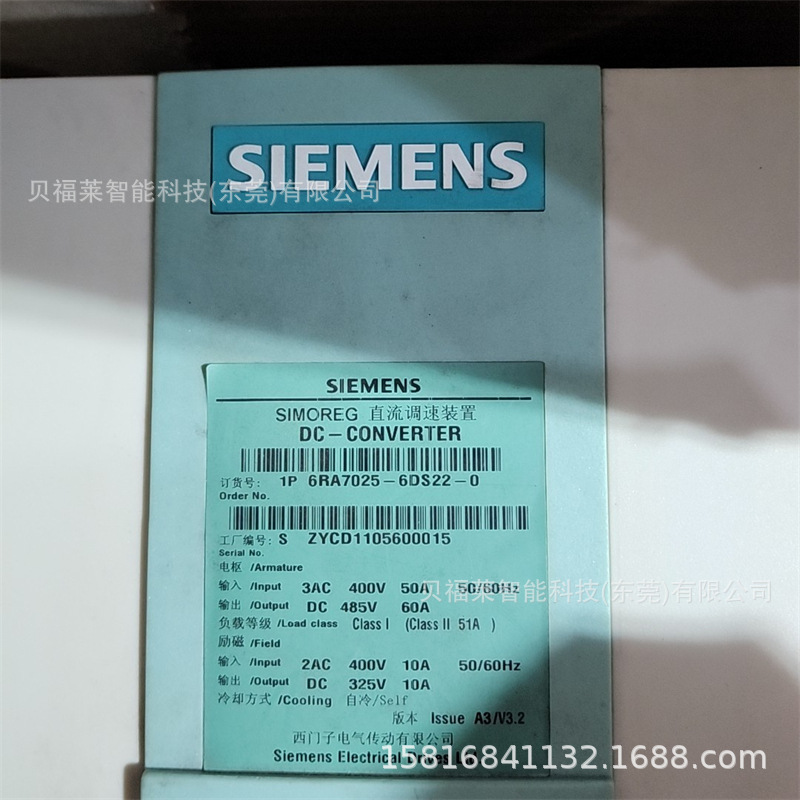 SIEMENS
贝福莱智能科技(东莞)有限公司
SIEMENS
SIMOREG 直流调速装置
DC-CONVERTER
订货号: 1P 6RA7025-6DS22-0
Order No.
工厂编号: S ZYCD1105600015
Serial No.
电枢 /Armature
输入 /Input 3AC 400V 50A 50/60Hz
贝福莱智能科技(东莞)有限公司
输出 /Output DC 485V 60A
负载等级 /Load class Class I (Class II 51A )
励磁 /Field
输入 /Input 2AC 400V 10A 50/60Hz
输出 /Output DC 325V 10A
冷却方式 /Cooling 自冷/Self
版本 Issue A3/V3.2
西门子电气传动有限公司
Siemens Electrical Drives
15816841132.1688.com